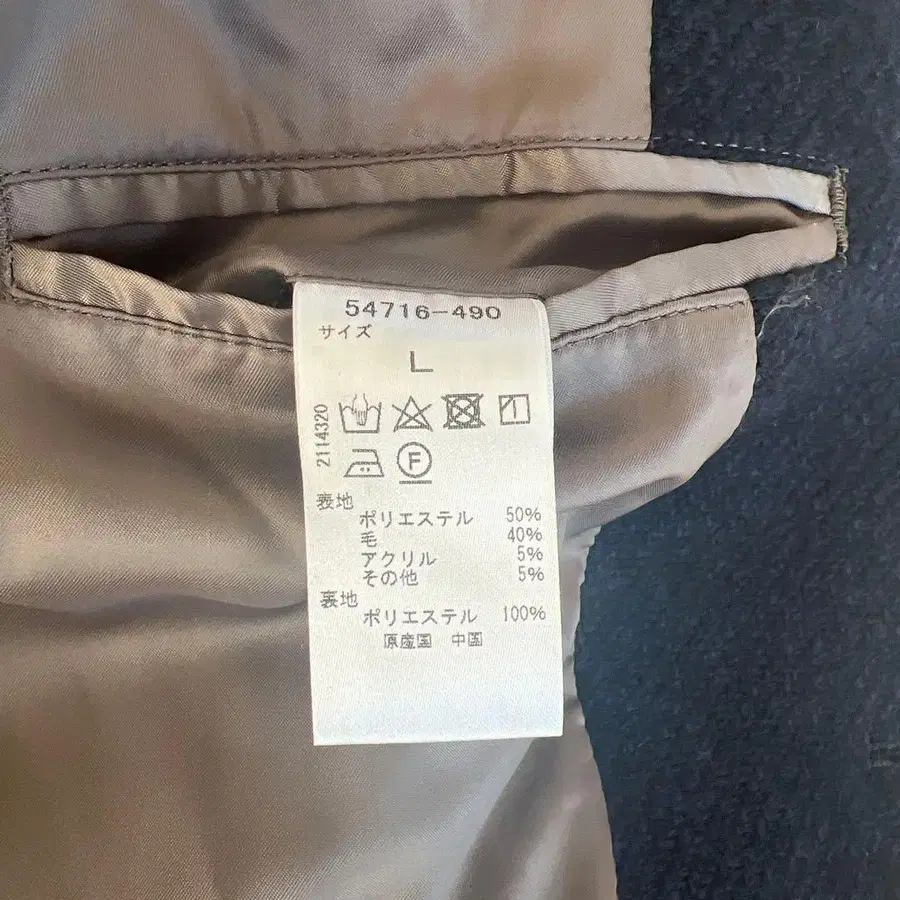 54716-490
サイズ
L
2114320
F
表地
ポリエステル 50%
毛 40%
アクリル 5%
その他 5%
裏地
ポリエステル 100%
原産国 中国